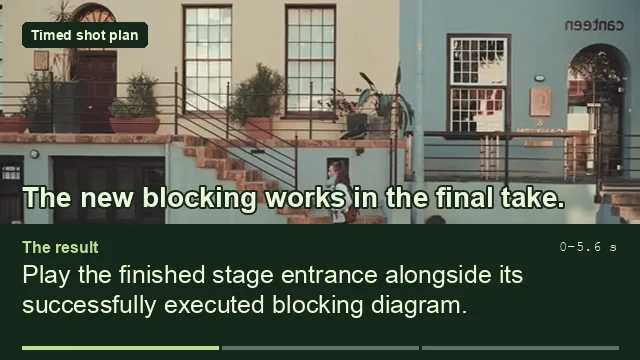 Timed shot plan
canteen
The new blocking works in the final take.
The result
0–5.6 s
Play the finished stage entrance alongside its
successfully executed blocking diagram.